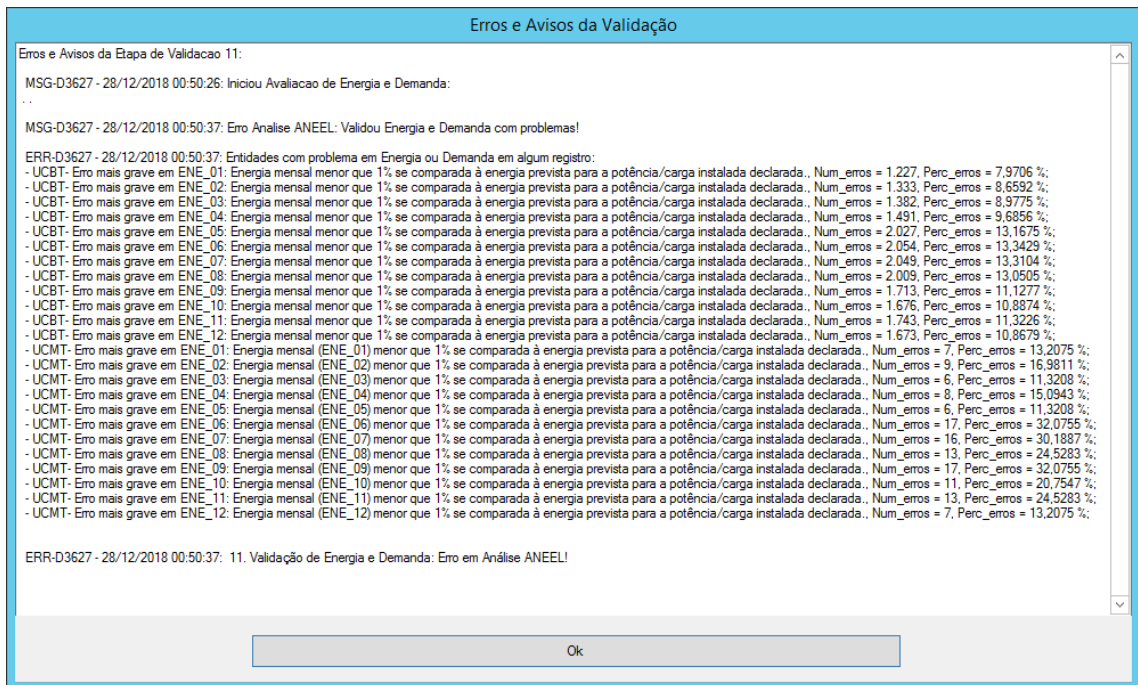 Erros e Avisos da Validação
Erros e Avisos da Etapa de Validacao 11:
MSG-D3627 - 28/12/2018 00:50:26: Iniciou Avaliacao de Energia e Demanda:
. .
MSG-D3627 - 28/12/2018 00:50:37: Erro Analise ANEEL: Validou Energia e Demanda com problemas!
ERR-D3627 - 28/12/2018 00:50:37: Entidades com problema em Energia ou Demanda em algum registro:
- UCBT- Erro mais grave em ENE_01: Energia mensal menor que 1% se comparada à energia prevista para a potência/carga instalada declarada., Num_erros = 1.227, Perc_erros = 7,9706 %;
- UCBT- Erro mais grave em ENE_02: Energia mensal menor que 1% se comparada à energia prevista para a potência/carga instalada declarada., Num_erros = 1.333, Perc_erros = 8,6592 %;
- UCBT- Erro mais grave em ENE_03: Energia mensal menor que 1% se comparada à energia prevista para a potência/carga instalada declarada., Num_erros = 1.382, Perc_erros = 8,9775 %;
- UCBT- Erro mais grave em ENE_04: Energia mensal menor que 1% se comparada à energia prevista para a potência/carga instalada declarada., Num_erros = 1.491, Perc_erros = 9,6856 %;
- UCBT- Erro mais grave em ENE_05: Energia mensal menor que 1% se comparada à energia prevista para a potência/carga instalada declarada., Num_erros = 2.027, Perc_erros = 13,1675 %;
- UCBT- Erro mais grave em ENE_06: Energia mensal menor que 1% se comparada à energia prevista para a potência/carga instalada declarada., Num_erros = 2.054, Perc_erros = 13,3429 %;
- UCBT- Erro mais grave em ENE_07: Energia mensal menor que 1% se comparada à energia prevista para a potência/carga instalada declarada., Num_erros = 2.049, Perc_erros = 13,3104 %;
- UCBT- Erro mais grave em ENE_08: Energia mensal menor que 1% se comparada à energia prevista para a potência/carga instalada declarada., Num_erros = 2.009, Perc_erros = 13,0505 %;
- UCBT- Erro mais grave em ENE_09: Energia mensal menor que 1% se comparada à energia prevista para a potência/carga instalada declarada., Num_erros = 1.713, Perc_erros = 11,1277 %;
- UCBT- Erro mais grave em ENE_10: Energia mensal menor que 1% se comparada à energia prevista para a potência/carga instalada declarada., Num_erros = 1.676, Perc_erros = 10,8874 %;
- UCBT- Erro mais grave em ENE_11: Energia mensal menor que 1% se comparada à energia prevista para a potência/carga instalada declarada., Num_erros = 1.743, Perc_erros = 11,3226 %;
- UCBT- Erro mais grave em ENE_12: Energia mensal menor que 1% se comparada à energia prevista para a potência/carga instalada declarada., Num_erros = 1.673, Perc_erros = 10,8679 %;
- UCMT- Erro mais grave em ENE_01: Energia mensal (ENE_01) menor que 1% se comparada à energia prevista para a potência/carga instalada declarada., Num_erros = 7, Perc_erros = 13,2075 %;
- UCMT- Erro mais grave em ENE_02: Energia mensal (ENE_02) menor que 1% se comparada à energia prevista para a potência/carga instalada declarada., Num_erros = 9, Perc_erros = 16,9811 %;
- UCMT- Erro mais grave em ENE_03: Energia mensal (ENE_03) menor que 1% se comparada à energia prevista para a potência/carga instalada declarada., Num_erros = 6, Perc_erros = 11,3208 %;
- UCMT- Erro mais grave em ENE_04: Energia mensal (ENE_04) menor que 1% se comparada à energia prevista para a potência/carga instalada declarada., Num_erros = 8, Perc_erros = 15,0943 %;
- UCMT- Erro mais grave em ENE_05: Energia mensal (ENE_05) menor que 1% se comparada à energia prevista para a potência/carga instalada declarada., Num_erros = 6, Perc_erros = 11,3208 %;
- UCMT- Erro mais grave em ENE_06: Energia mensal (ENE_06) menor que 1% se comparada à energia prevista para a potência/carga instalada declarada., Num_erros = 17, Perc_erros = 32,0755 %;
- UCMT- Erro mais grave em ENE_07: Energia mensal (ENE_07) menor que 1% se comparada à energia prevista para a potência/carga instalada declarada., Num_erros = 16, Perc_erros = 30,1887 %;
- UCMT- Erro mais grave em ENE_08: Energia mensal (ENE_08) menor que 1% se comparada à energia prevista para a potência/carga instalada declarada., Num_erros = 13, Perc_erros = 24,5283 %;
- UCMT- Erro mais grave em ENE_09: Energia mensal (ENE_09) menor que 1% se comparada à energia prevista para a potência/carga instalada declarada., Num_erros = 17, Perc_erros = 32,0755 %;
- UCMT- Erro mais grave em ENE_10: Energia mensal (ENE_10) menor que 1% se comparada à energia prevista para a potência/carga instalada declarada., Num_erros = 11, Perc_erros = 20,7547 %;
- UCMT- Erro mais grave em ENE_11: Energia mensal (ENE_11) menor que 1% se comparada à energia prevista para a potência/carga instalada declarada., Num_erros = 13, Perc_erros = 24,5283 %;
- UCMT- Erro mais grave em ENE_12: Energia mensal (ENE_12) menor que 1% se comparada à energia prevista para a potência/carga instalada declarada., Num_erros = 7, Perc_erros = 13,2075 %;
ERR-D3627 - 28/12/2018 00:50:37: 11. Validação de Energia e Demanda: Erro em Análise ANEEL!
Ok